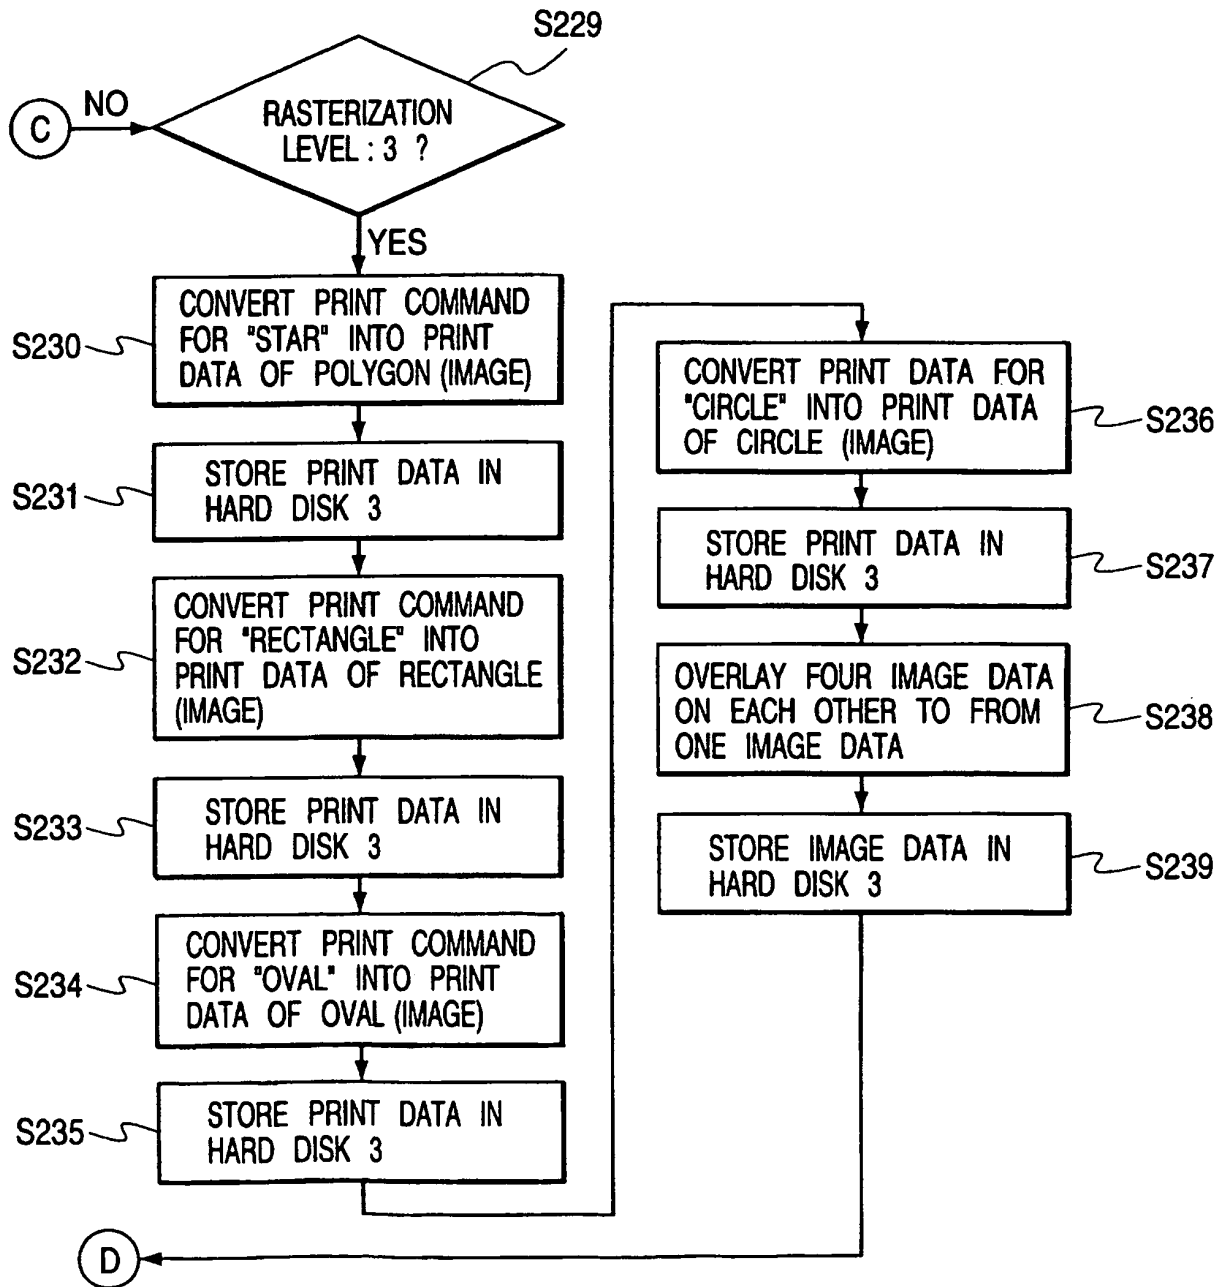 S229
C
NO
RASTERIZATION
LEVEL : 3 ?
YES
S230
CONVERT PRINT COMMAND
FOR "STAR" INTO PRINT
DATA OF POLYGON (IMAGE)
S231
STORE PRINT DATA IN
HARD DISK 3
S232
CONVERT PRINT COMMAND
FOR "RECTANGLE" INTO
PRINT DATA OF RECTANGLE
(IMAGE)
S233
STORE PRINT DATA IN
HARD DISK 3
S234
CONVERT PRINT COMMAND
FOR "OVAL" INTO PRINT
DATA OF OVAL (IMAGE)
S235
STORE PRINT DATA IN
HARD DISK 3
CONVERT PRINT DATA FOR
"CIRCLE" INTO PRINT DATA
OF CIRCLE (IMAGE)
S236
STORE PRINT DATA IN
HARD DISK 3
S237
OVERLAY FOUR IMAGE DATA
ON EACH OTHER TO FROM
ONE IMAGE DATA
S238
STORE IMAGE DATA IN
HARD DISK 3
S239
D